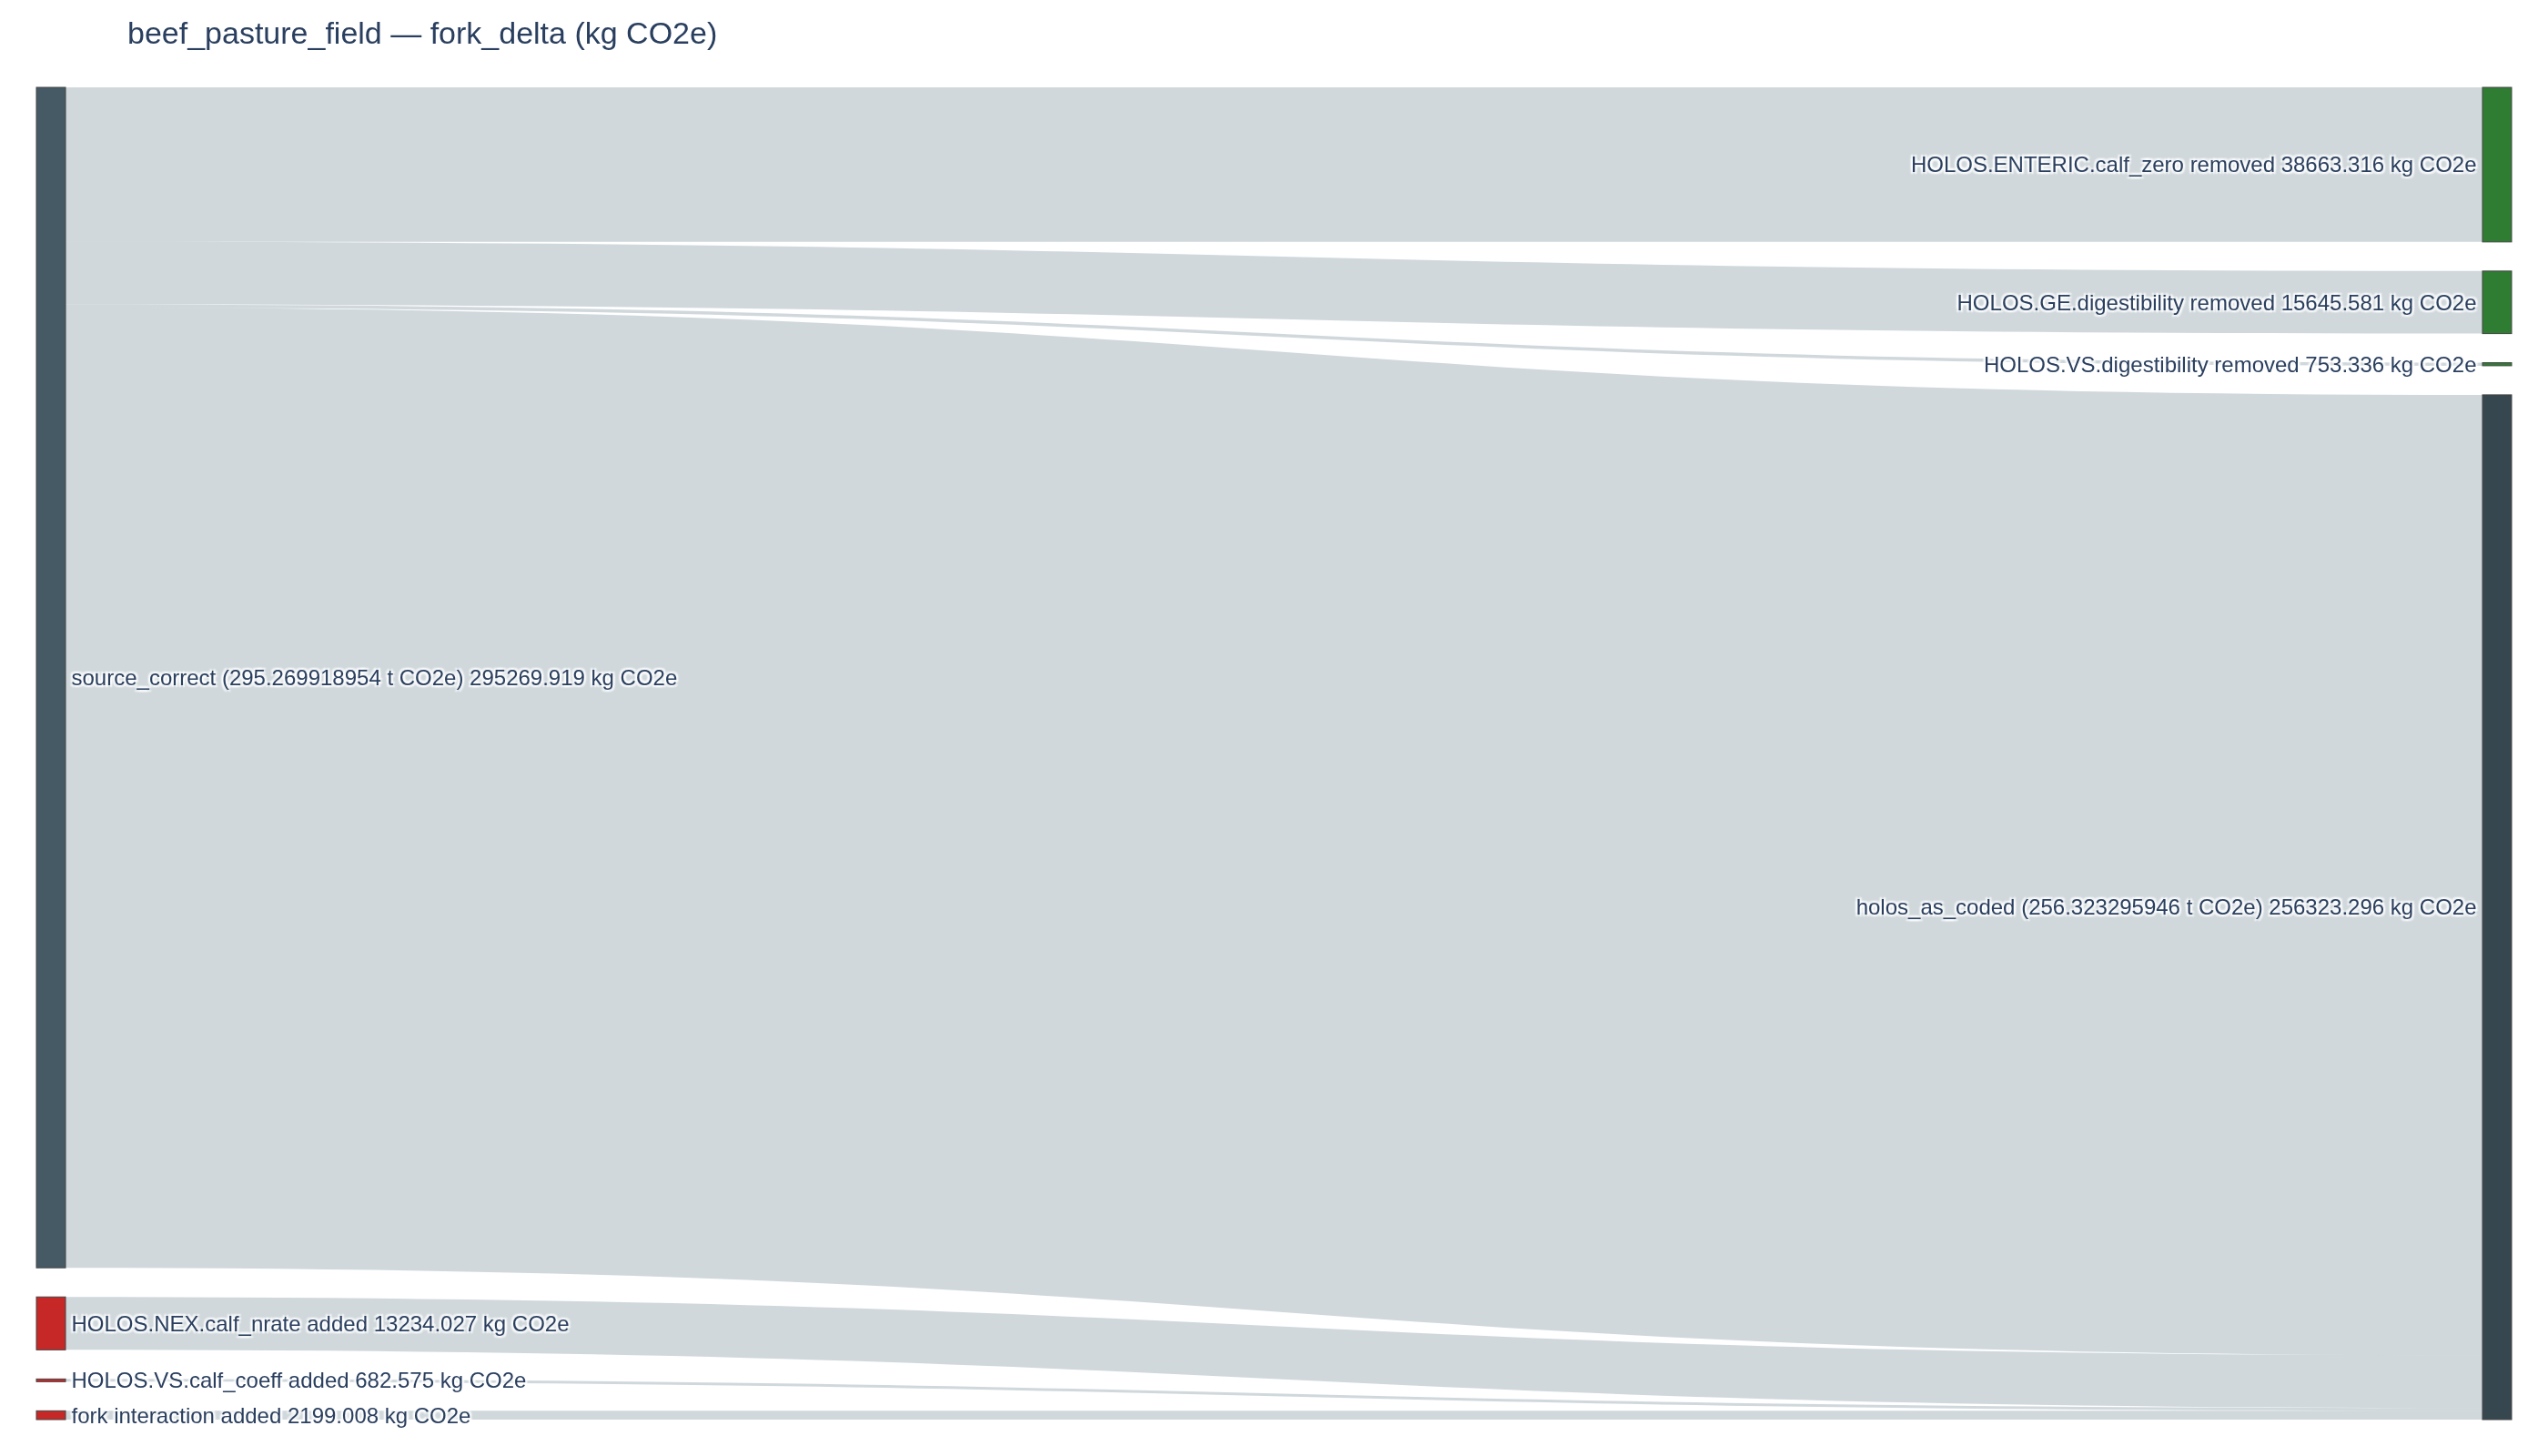 beef_pasture_field — fork_delta (kg CO2e)
HOLOS.ENTERIC.calf_zero removed 38663.316 kg CO2e
HOLOS.GE.digestibility removed 15645.581 kg CO2e
HOLOS.VS.digestibility removed 753.336 kg CO2e
source_correct (295.269918954 t CO2e) 295269.919 kg CO2e
holos_as_coded (256.323295946 t CO2e) 256323.296 kg CO2e
HOLOS.NEX.calf_nrate added 13234.027 kg CO2e
HOLOS.VS.calf_coeff added 682.575 kg CO2e
fork interaction added 2199.008 kg CO2e